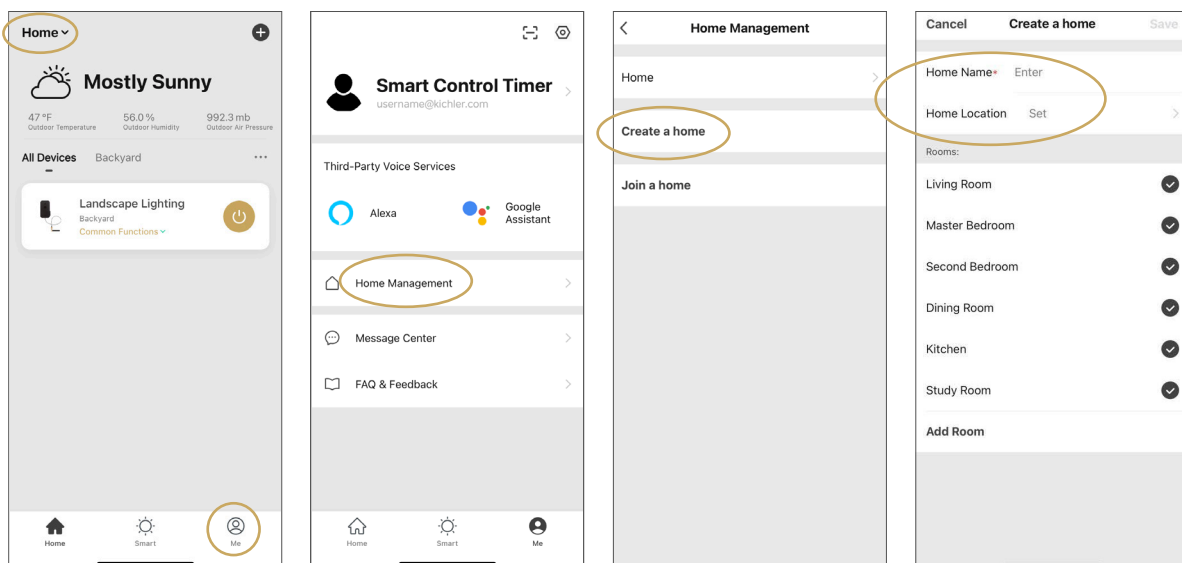 Home
Mostly Sunny
47 °F
Outdoor Temperature
56.0 %
Outdoor Humidity
992.3 mb
Outdoor Air Pressure
All Devices
Backyard
Landscape Lighting
Backyard
Common Functions
Home
Smart
Me
Smart Control Timer
username@kichler.com
Third-Party Voice Services
Alexa
Google
Assistant
Home Management
Message Center
FAQ & Feedback
Home
Smart
Me
Home Management
Home
Create a home
Join a home
Cancel
Create a home
Save
Home Name* Enter
Home Location Set
Rooms:
Living Room
Master Bedroom
Second Bedroom
Dining Room
Kitchen
Study Room
Add Room